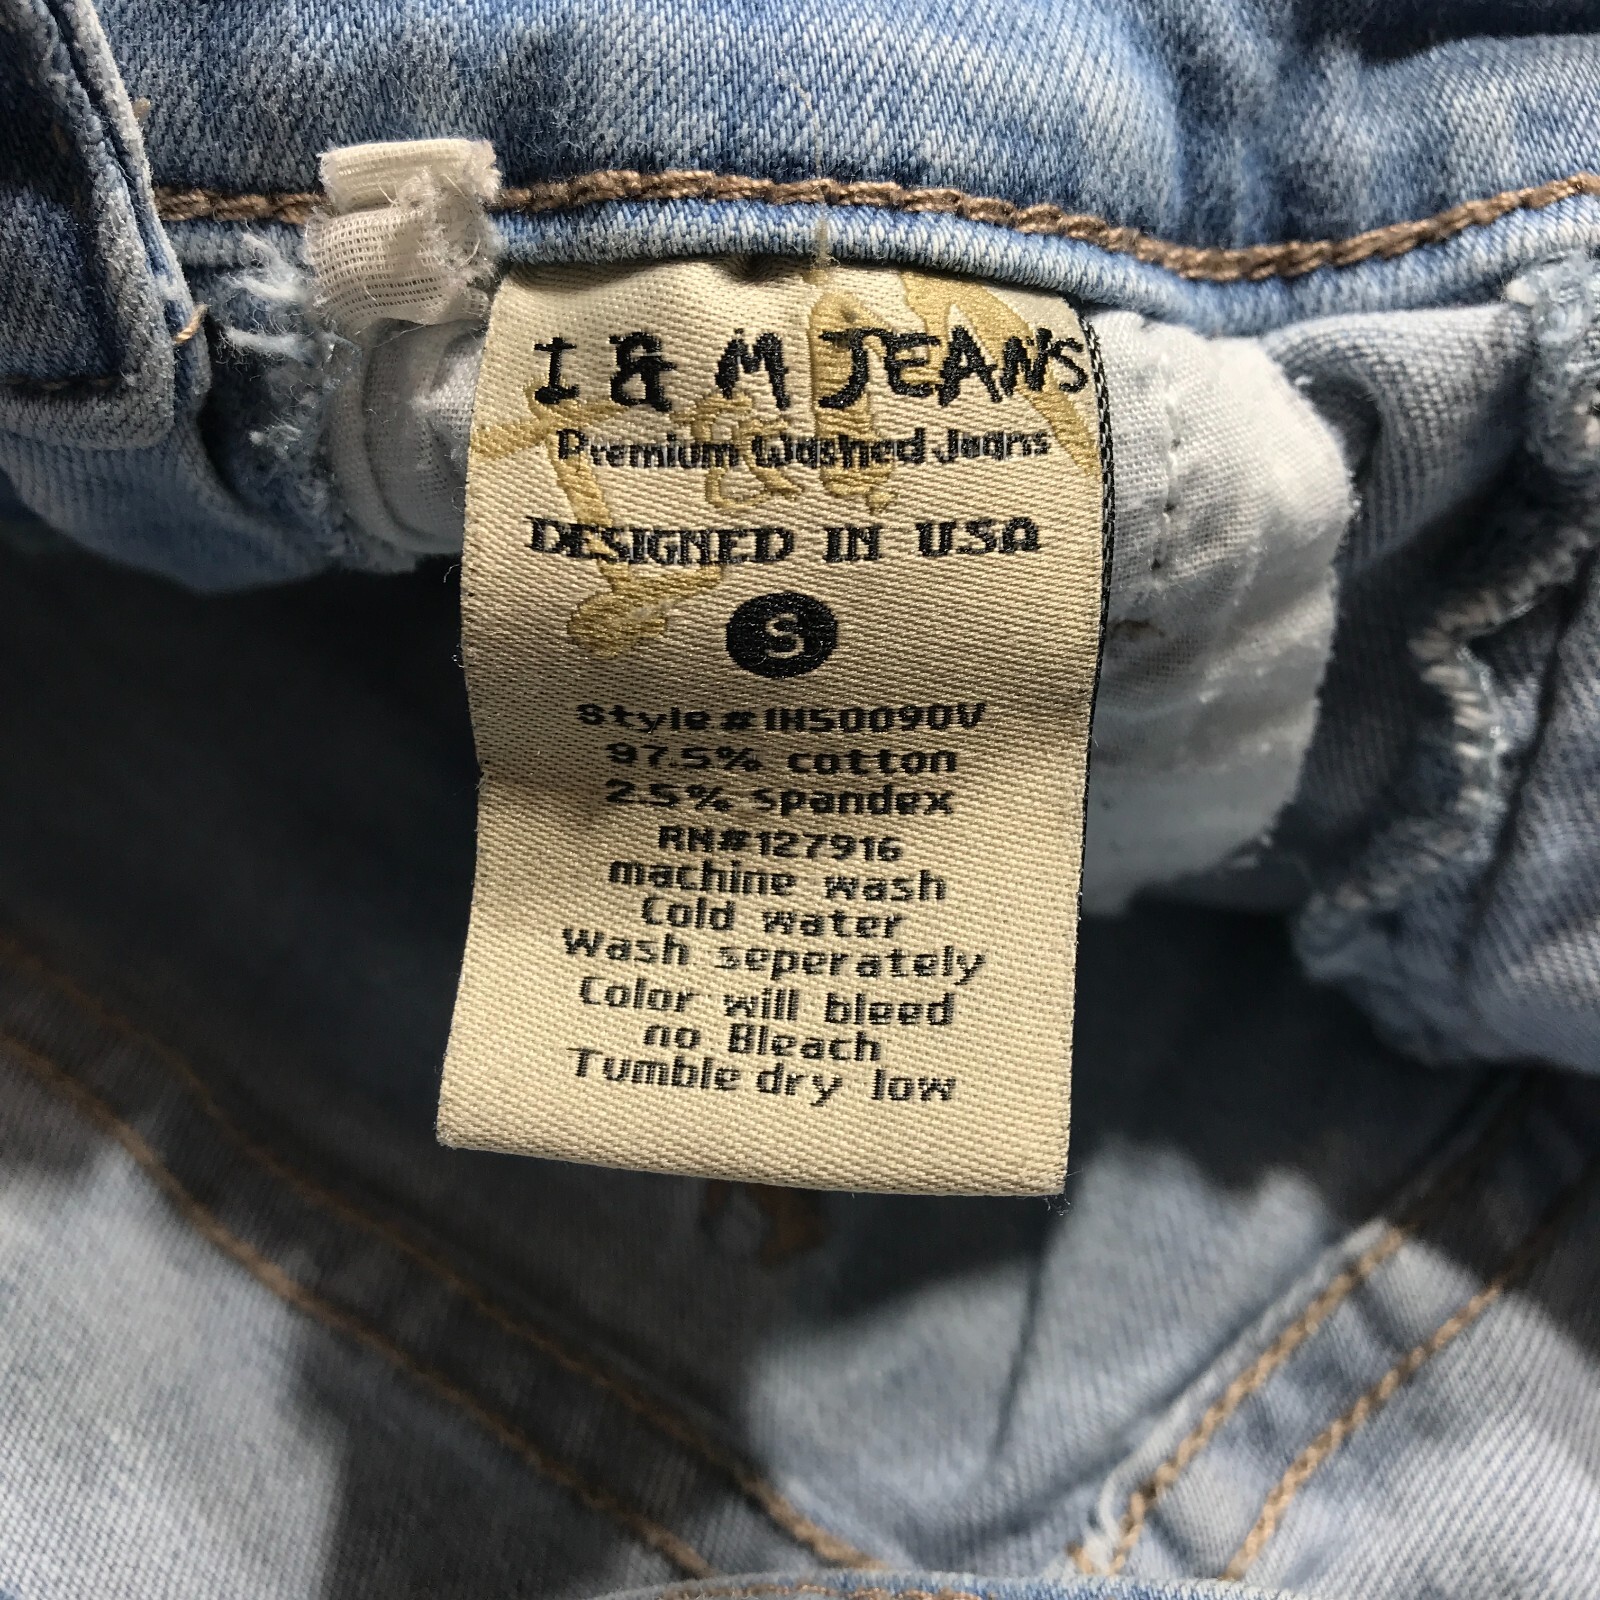 I & M JEANS
Premium Washed Jeans
DESIGNED IN USA
S
Style # IHS0090V
97.5% cotton
2.5% spandex
RN#127916
machine wash
Cold water
Wash seperately
Color will bleed
no Bleach
Tumble dry low